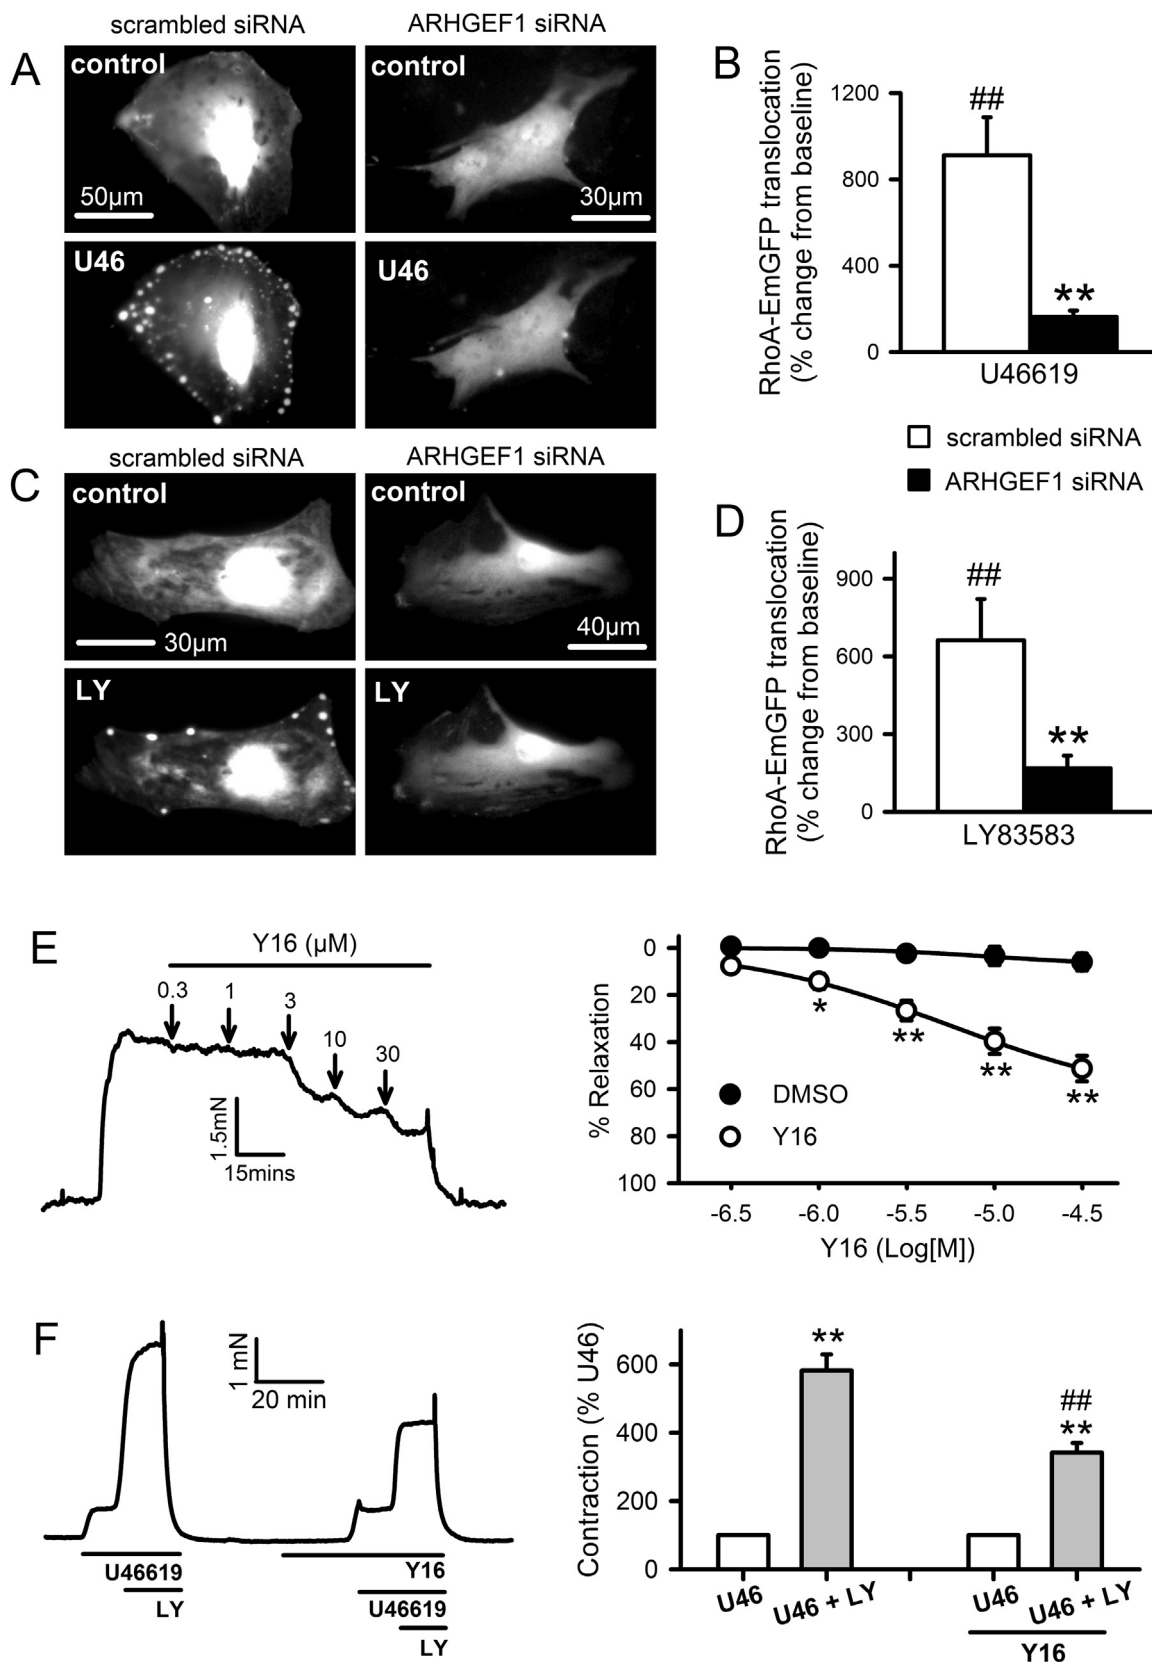 scrambled siRNA ARHGEF1 siRNA
A
control control
50µm 30µm
U46 U46
B
RhoA-EmGFP translocation
(% change from baseline)
1200
800
400
0
##
**
U46619
scrambled siRNA
ARHGEF1 siRNA
scrambled siRNA ARHGEF1 siRNA
C
control control
30µm 40µm
LY LY
D
RhoA-EmGFP translocation
(% change from baseline)
900
600
300
0
##
**
LY83583
E
Y16 (µM)
0.3 1 3 10 30
1.5mN
15mins
% Relaxation
0
20
40
60
80
100
* ** ** **
DMSO
Y16
-6.5 -6.0 -5.5 -5.0 -4.5
Y16 (Log[M])
F
1 mN
20 min
U46619 Y16
LY U46619
LY
Contraction (% U46)
600
400
200
0
**
##
**
U46 U46 + LY U46 U46 + LY
Y16